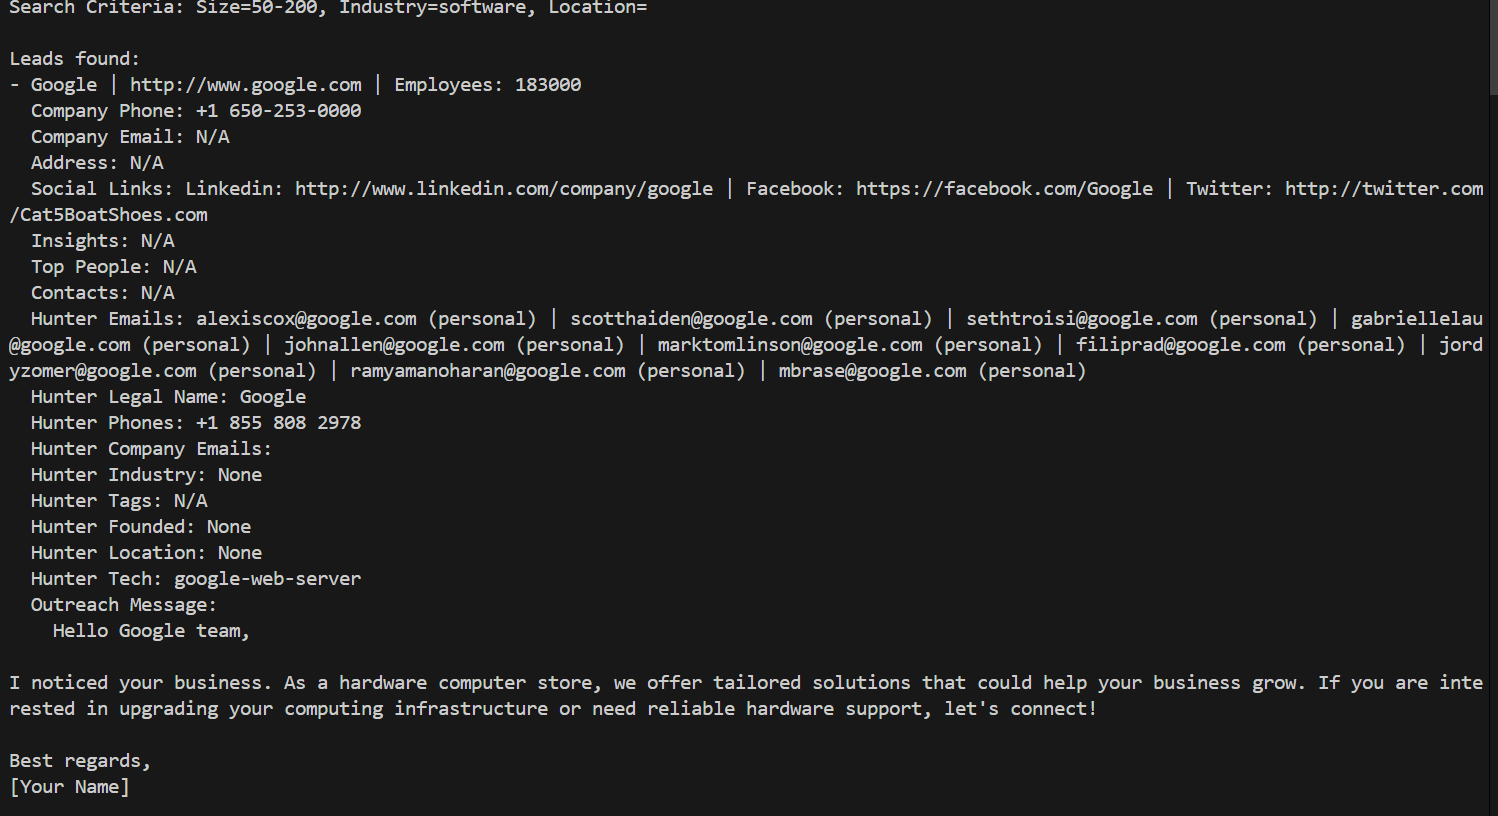 Search Criteria: Size=50-200, Industry=software, Location=
Leads found:
- Google | http://www.google.com | Employees: 183000
Company Phone: +1 650-253-0000
Company Email: N/A
Address: N/A
Social Links: Linkedin: http://www.linkedin.com/company/google | Facebook: https://facebook.com/Google | Twitter: http://twitter.com
/Cat5BoatShoes.com
Insights: N/A
Top People: N/A
Contacts: N/A
Hunter Emails: alexiscox@google.com (personal) | scotthaiden@google.com (personal) | sethtroisi@google.com (personal) | gabriellelau
@google.com (personal) | johnallen@google.com (personal) | marktomlinson@google.com (personal) | filiprad@google.com (personal) | jord
yzomer@google.com (personal) | ramyamanoharan@google.com (personal) | mbrase@google.com (personal)
Hunter Legal Name: Google
Hunter Phones: +1 855 808 2978
Hunter Company Emails:
Hunter Industry: None
Hunter Tags: N/A
Hunter Founded: None
Hunter Location: None
Hunter Tech: google-web-server
Outreach Message:
Hello Google team,
I noticed your business. As a hardware computer store, we offer tailored solutions that could help your business grow. If you are inte
rested in upgrading your computing infrastructure or need reliable hardware support, let's connect!
Best regards,
[Your Name]